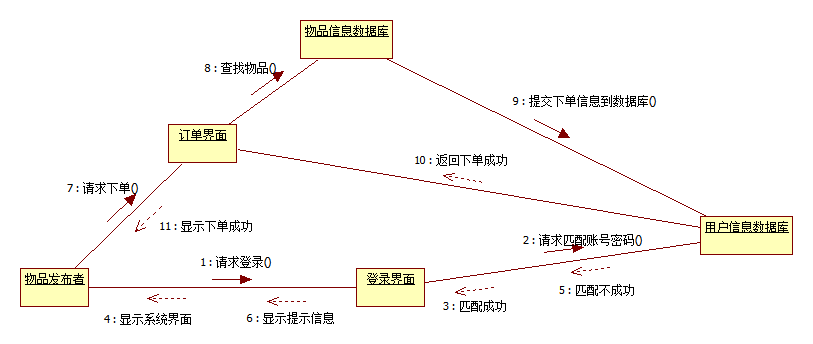 物品信息数据库
8 : 查找物品()
9 : 提交下单信息到数据库()
订单界面
10 : 返回下单成功
7 : 请求下单()
11 : 显示下单成功
用户信息数据库
2 : 请求匹配账号密码()
1 : 请求登录()
物品发布者
登录界面
5 : 匹配不成功
3 : 匹配成功
4 : 显示系统界面
6 : 显示提示信息